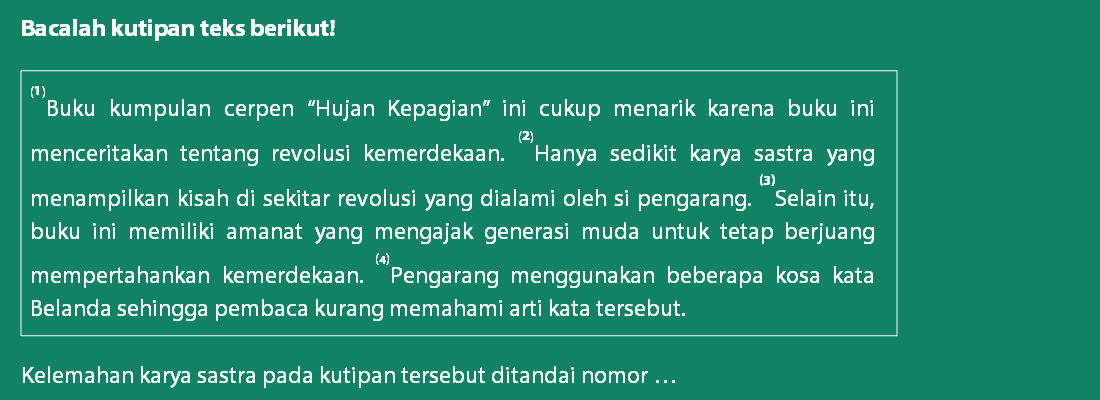 Bacalah kutipan teks berikut!
(1)Buku kumpulan cerpen “Hujan Kepagian” ini cukup menarik karena buku ini
menceritakan tentang revolusi kemerdekaan. (2)Hanya sedikit karya sastra yang
menampilkan kisah di sekitar revolusi yang dialami oleh si pengarang. (3)Selain itu,
buku ini memiliki amanat yang mengajak generasi muda untuk tetap berjuang
mempertahankan kemerdekaan. (4)Pengarang menggunakan beberapa kosa kata
Belanda sehingga pembaca kurang memahami arti kata tersebut.
Kelemahan karya sastra pada kutipan tersebut ditandai nomor …